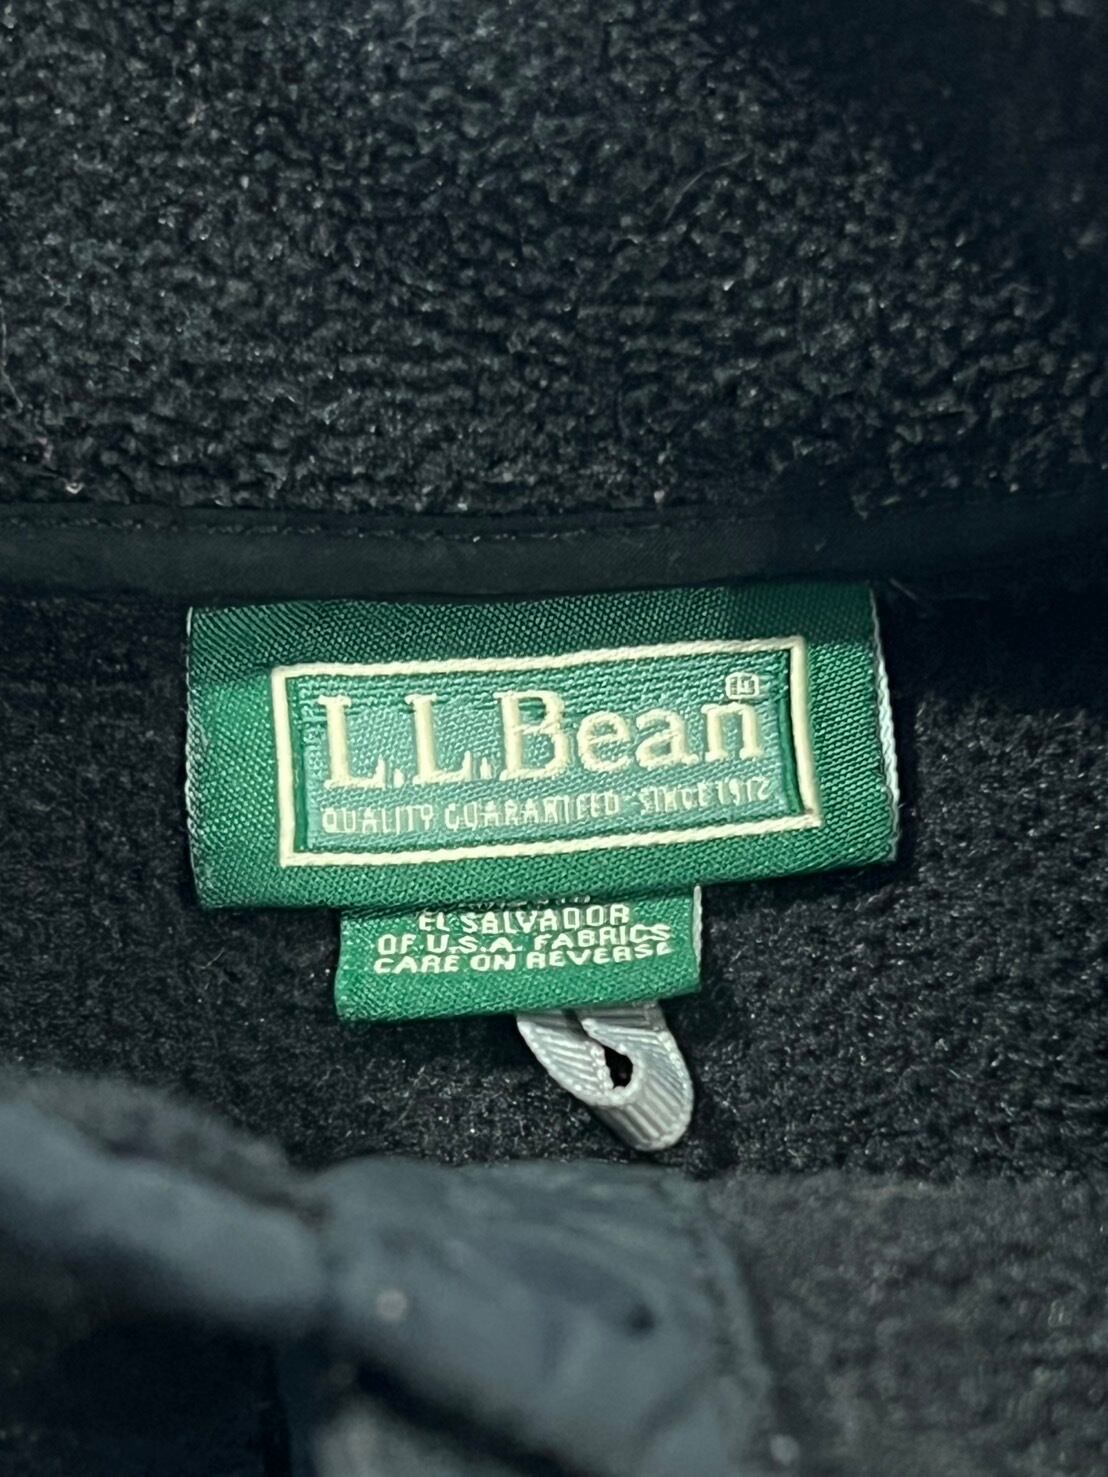 L.L.Bean
QUALITY GUARANTEED SINCE 1912
EL SALVADOR
OF U.S.A. FABRICS
CARE ON REVERSE